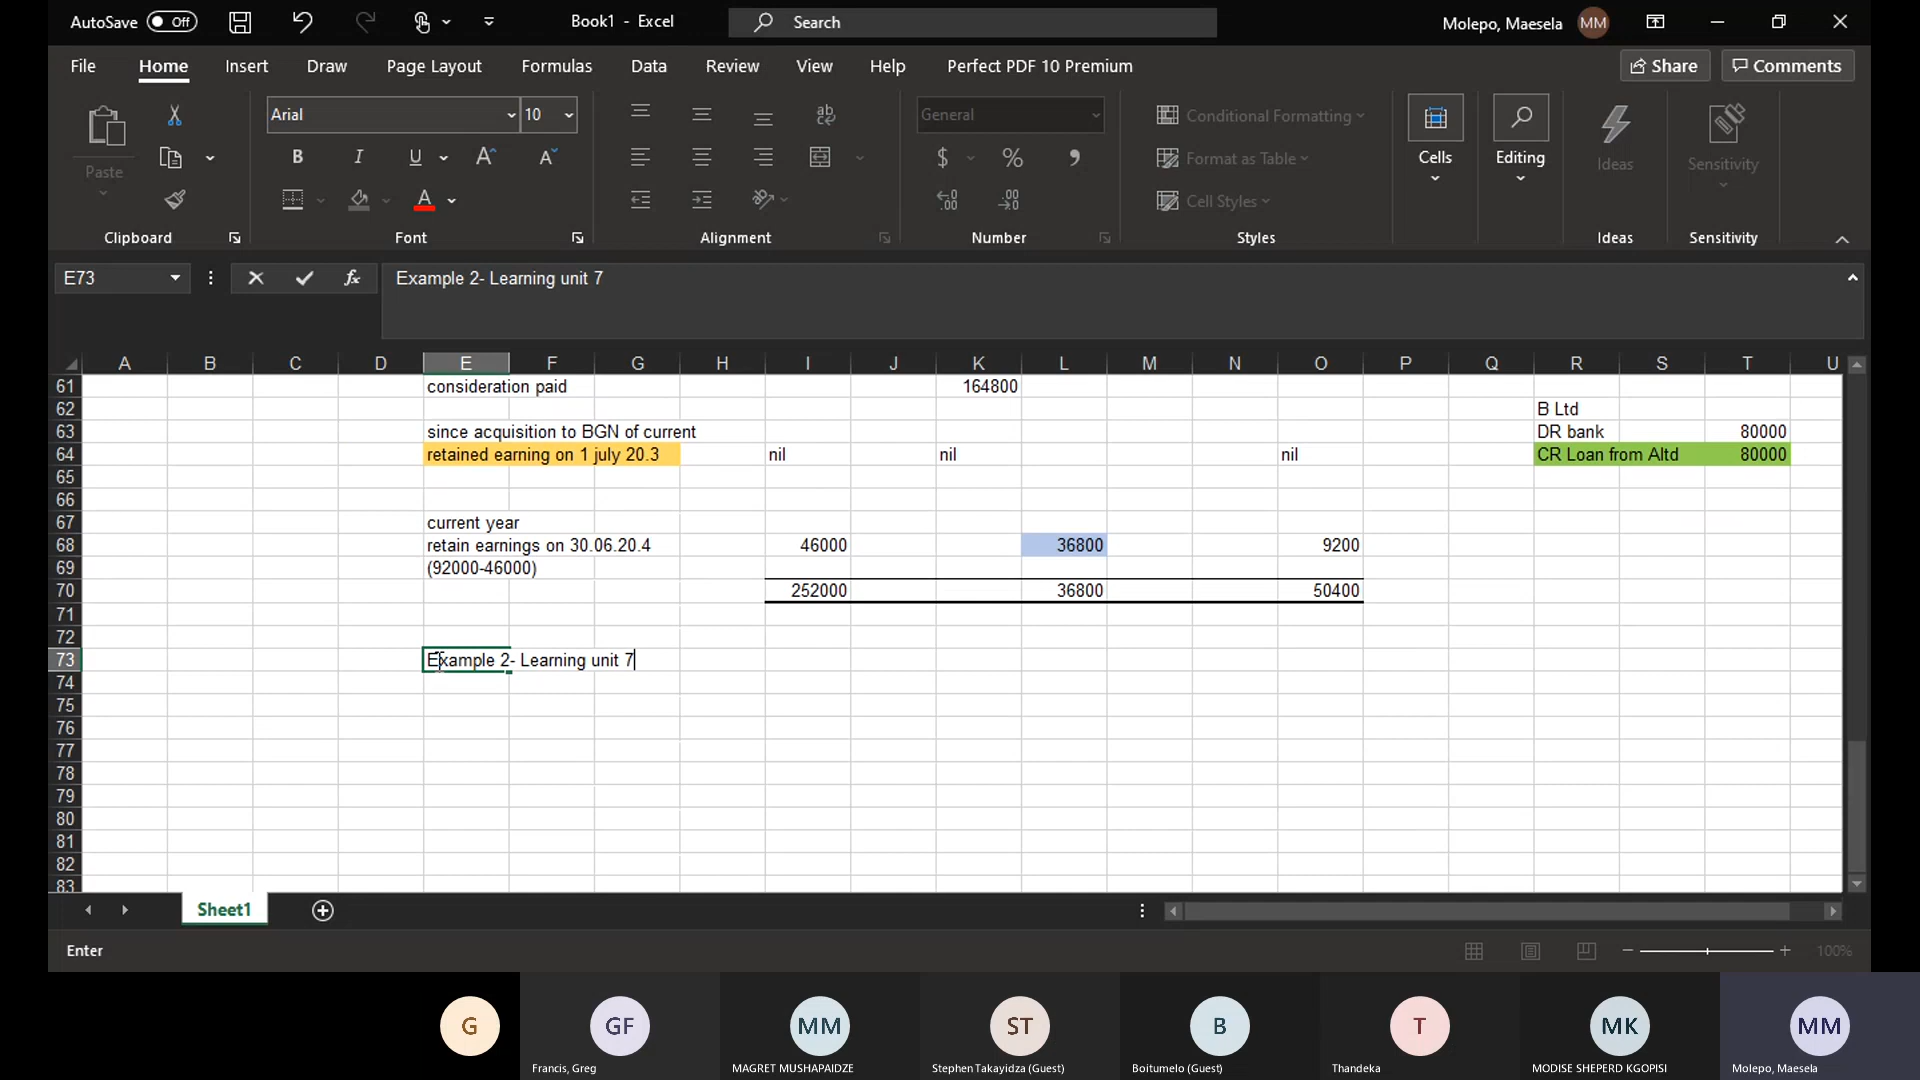 AutoSave Off Book1 - Excel Search Molepo, Maesela MM
File Home Insert Draw Page Layout Formulas Data Review View Help Perfect PDF 10 Premium Share Comments
Paste Arial 10 ab General Conditional Formatting Cells Editing Ideas Sensitivity
B I U A A $ % , Format as Table
A ab .00 .00 Cell Styles
Clipboard Font Alignment Number Styles Ideas Sensitivity
E73 fx Example 2- Learning unit 7
A B C D E F G H I J K L M N O P Q R S T U
61 consideration paid 164800
62 B Ltd
63 since acquisition to BGN of current DR bank 80000
64 retained earning on 1 july 20.3 nil nil nil CR Loan from Altd 80000
65
66
67 current year
68 retain earnings on 30.06.20.4 46000 36800 9200
69 (92000-46000)
70 252000 36800 50400
71
72
73 Example 2- Learning unit 7
74
75
76
77
78
79
80
81
82
83
Sheet1
Enter 100%
G GF MM ST B T MK MM
Francis, Greg MAGRET MUSHAPAIDZE Stephen Takayidza (Guest) Boitumelo (Guest) Thandeka MODISE SHEPERD KGOPISI Molepo, Maesela